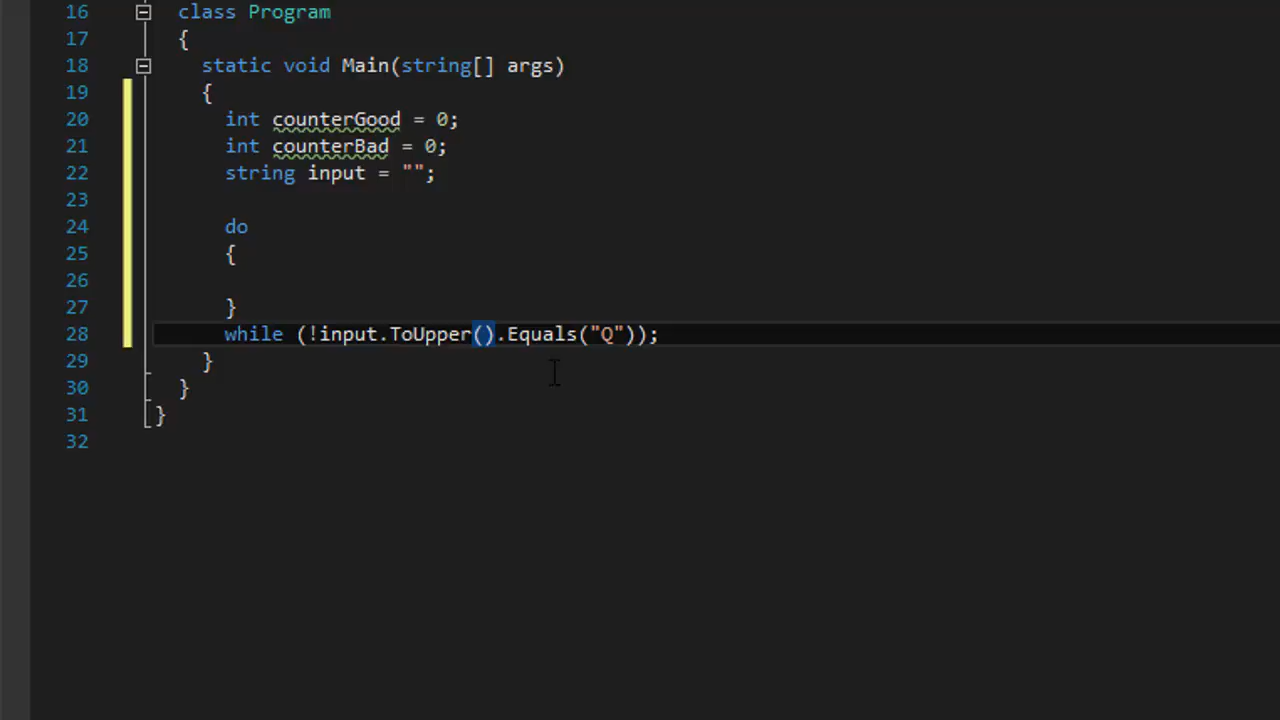 16 class Program
17 {
18 static void Main(string[] args)
19 {
20 int counterGood = 0;
21 int counterBad = 0;
22 string input = "";
23
24 do
25 {
26
27 }
28 while (!input.ToUpper().Equals("Q"));
29 }
30 }
31 }
32